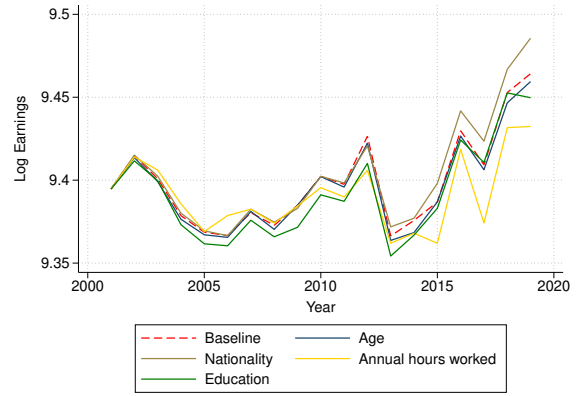 9.5
9.45
9.4
9.35
Log Earnings
2000 2005 2010 2015 2020
Year
Baseline Age
Nationality Annual hours worked
Education